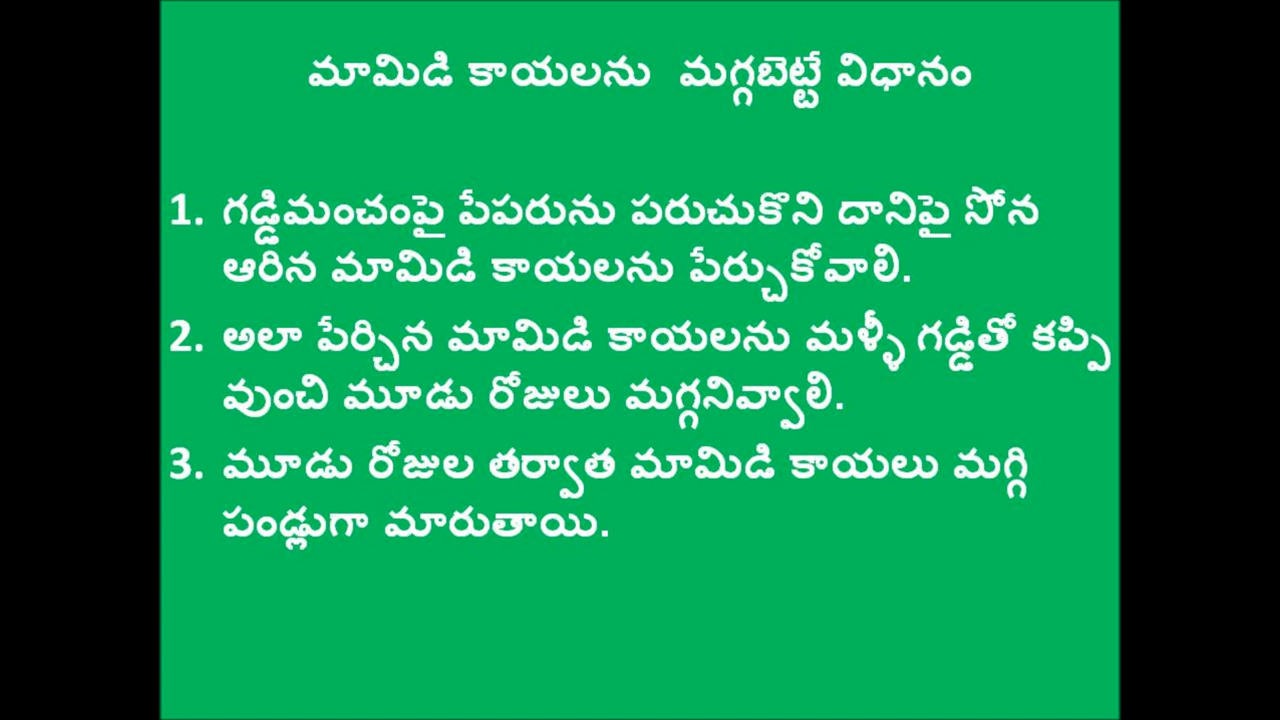 మామిడి కాయలను మగ్గబెట్టే విధానం
1. గడ్డిమంచంపై పేపరును పరుచుకొని దానిపై సోన
ఆరిన మామిడి కాయలను పేర్చుకోవాలి.
2. అలా పేర్చిన మామిడి కాయలను మళ్ళీ గడ్డితో కప్పి
వుంచి మూడు రోజులు మగ్గనివ్వాలి.
3. మూడు రోజుల తర్వాత మామిడి కాయలు మగ్గి
పండ్లుగా మారుతాయి.